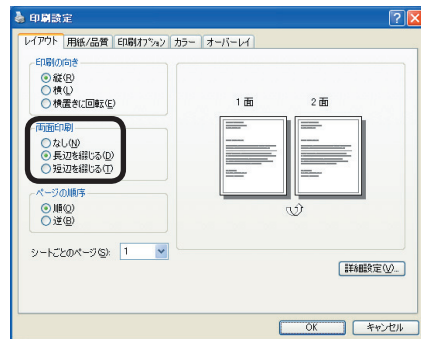 印刷設定
レイアウト 用紙/品質 印刷オプション カラー オーバーレイ
印刷の向き
縦(R)
横(L)
横置きに回転(E)
両面印刷
なし(N)
長辺を綴じる(D)
短辺を綴じる(T)
ページの順序
順(O)
逆(B)
シートごとのページ(S): 1
1 面 2 面
詳細設定(V)...
OK キャンセル